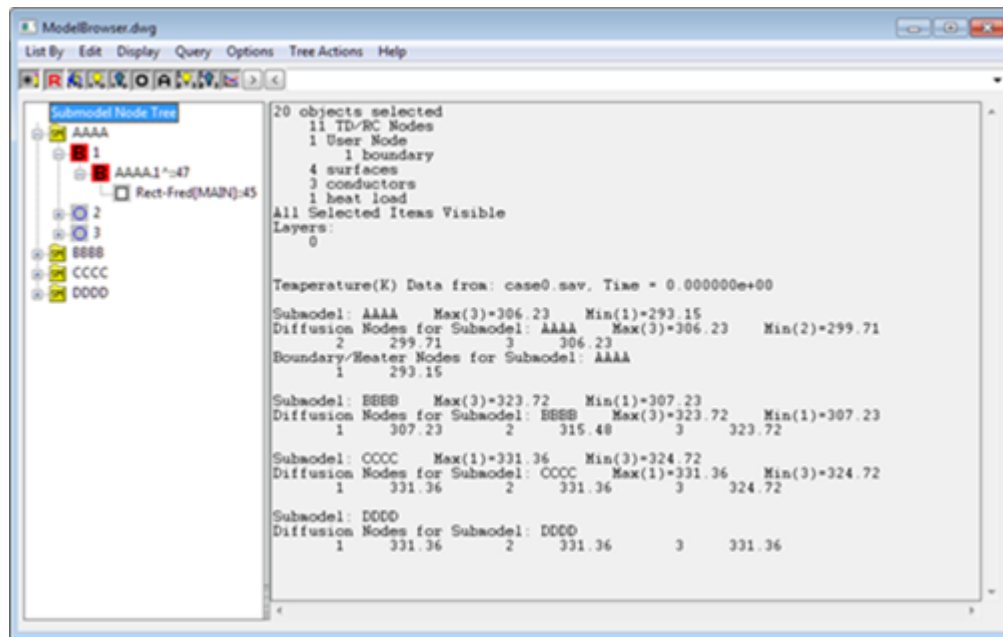 ModelBrowser.dwg
List By Edit Display Query Options Tree Actions Help
R O A > <
Submodel Node Tree
AAAA
B 1
B AAAA.1^::47
Rect-Fred[MAIN]::45
2
3
BBBB
CCCC
DDDD
20 objects selected
11 TD/RC Nodes
1 User Node
1 boundary
4 surfaces
3 conductors
1 heat load
All Selected Items Visible
Layers:
0
Temperature(K) Data from: case0.sav, Time = 0.000000e+00
Submodel: AAAA Max(3)=306.23 Min(1)=293.15
Diffusion Nodes for Submodel: AAAA Max(3)=306.23 Min(2)=299.71
2 299.71 3 306.23
Boundary/Heater Nodes for Submodel: AAAA
1 293.15
Submodel: BBBB Max(3)=323.72 Min(1)=307.23
Diffusion Nodes for Submodel: BBBB Max(3)=323.72 Min(1)=307.23
1 307.23 2 315.48 3 323.72
Submodel: CCCC Max(1)=331.36 Min(3)=324.72
Diffusion Nodes for Submodel: CCCC Max(1)=331.36 Min(3)=324.72
1 331.36 2 331.36 3 324.72
Submodel: DDDD
Diffusion Nodes for Submodel: DDDD
1 331.36 2 331.36 3 331.36